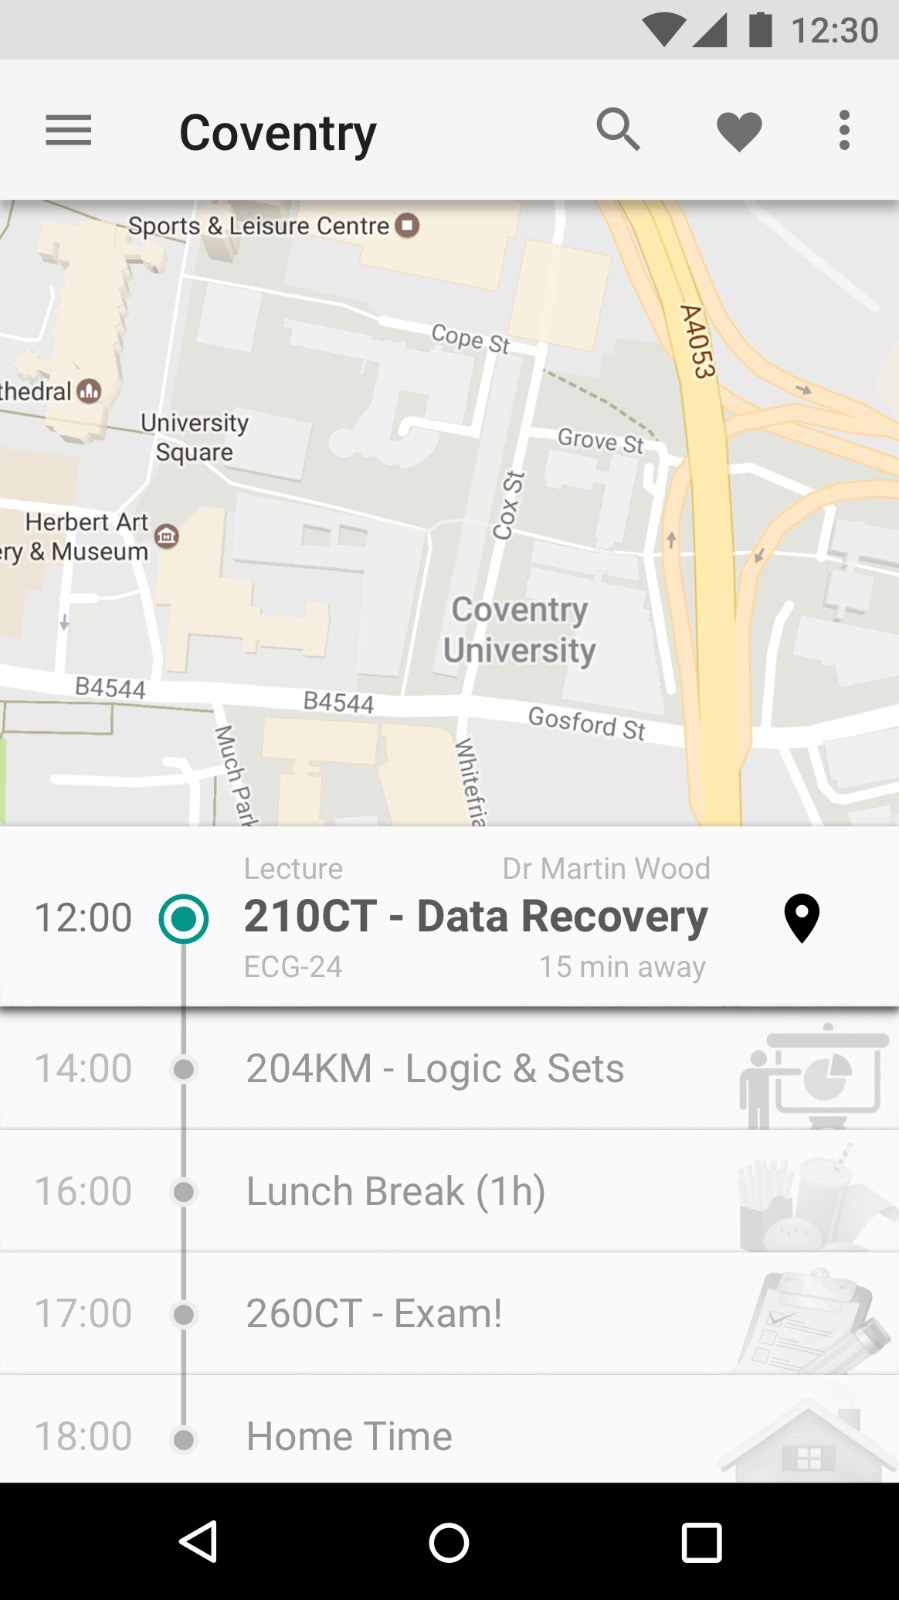 12:30
Coventry
Sports & Leisure Centre
A4053
Cope St
thedral
University
Square
Grove St
Cox St
Herbert Art
ery & Museum
Coventry
University
B4544
B4544
Gosford St
Much Park
Whitefria
Lecture
Dr Martin Wood
12:00
210CT - Data Recovery
ECG-24
15 min away
14:00
204KM - Logic & Sets
16:00
Lunch Break (1h)
17:00
260CT - Exam!
18:00
Home Time